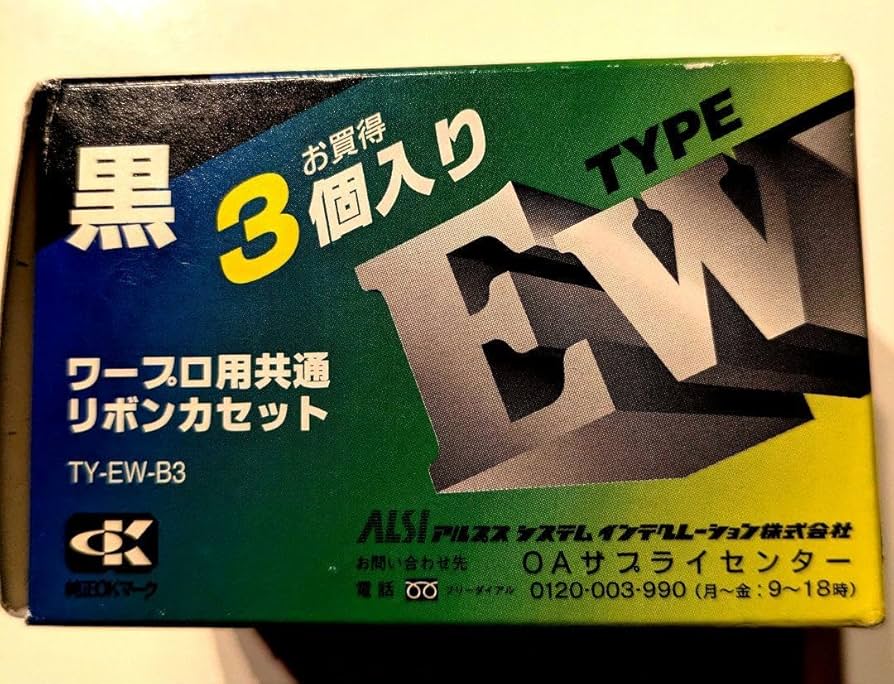 黒
お買得
3個入り
TYPE
EW
ワープロ用共通
リボンカセット
TY-EW-B3
CK
純正OKマーク
ALSI アルプス システム インテグレーション株式会社
お問い合わせ先 OAサプライセンター
電話 フリーダイアル 0120-003-990 (月～金：9～18時)